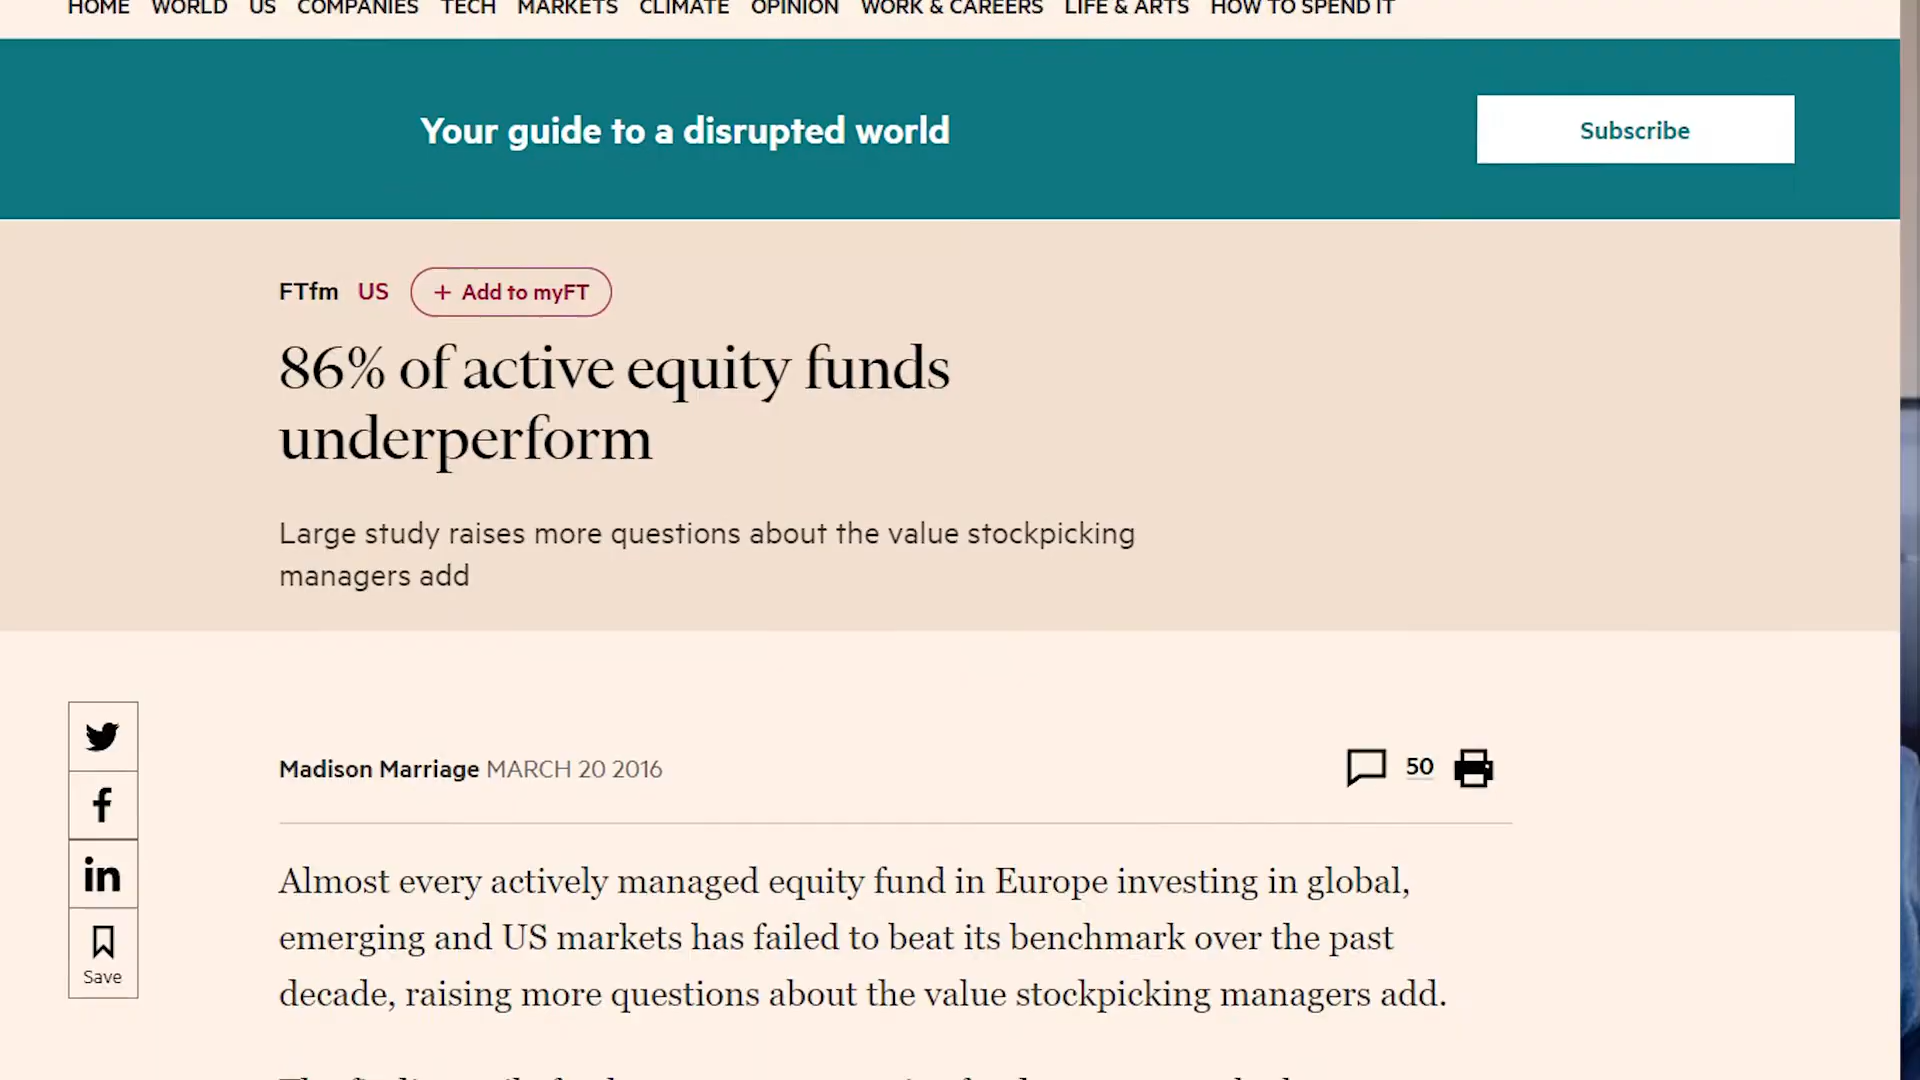 HOME WORLD US COMPANIES TECH MARKETS CLIMATE OPINION WORK & CAREERS LIFE & ARTS HOW TO SPEND IT
Your guide to a disrupted world
Subscribe
FTfm US + Add to myFT
86% of active equity funds
underperform
Large study raises more questions about the value stockpicking
managers add
Madison Marriage MARCH 20 2016
50
Almost every actively managed equity fund in Europe investing in global,
emerging and US markets has failed to beat its benchmark over the past
decade, raising more questions about the value stockpicking managers add.
Save